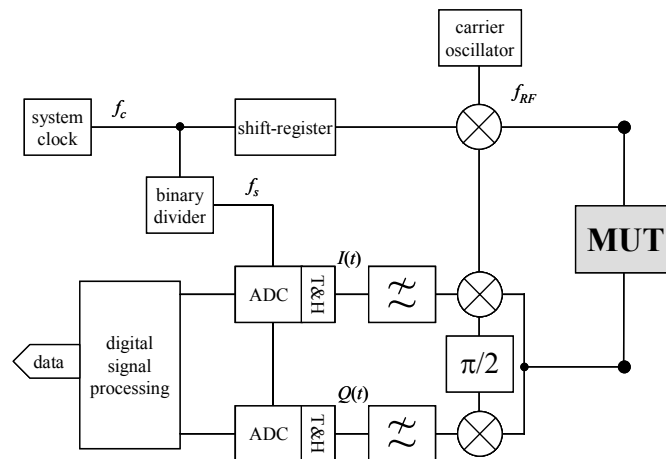 carrier
oscillator
f_RF
system
clock
f_c
shift-register
binary
divider
f_s
MUT
I(t)
ADC
T&H
π/2
data
digital
signal
processing
Q(t)
ADC
T&H